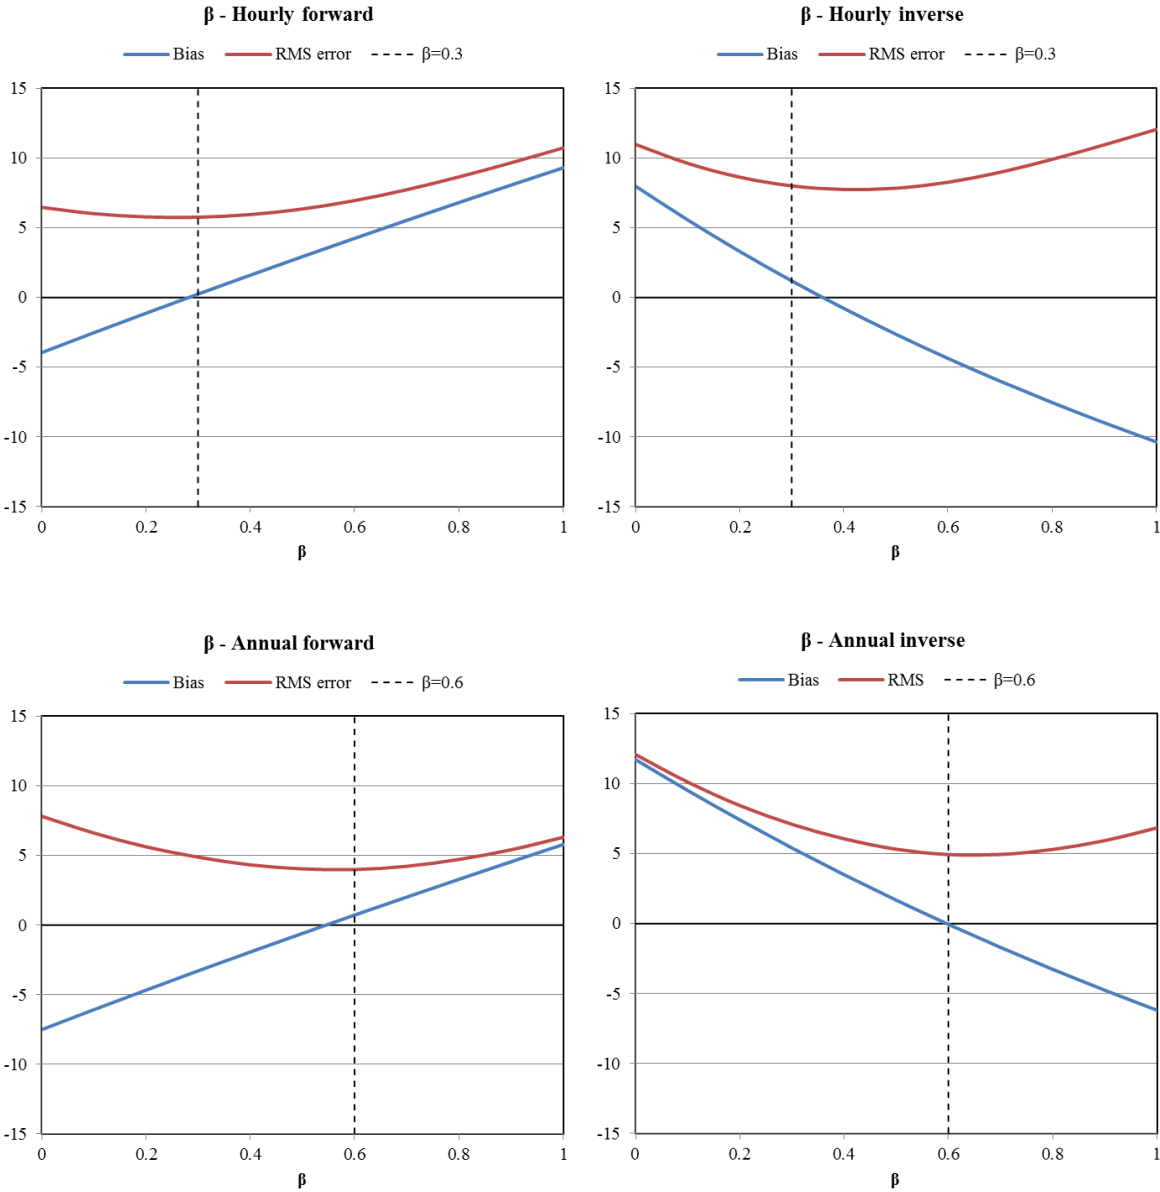 β - Hourly forward
Bias RMS error β=0.3
15
10
5
0
-5
-10
-15
0 0.2 0.4 0.6 0.8 1
β
β - Hourly inverse
Bias RMS error β=0.3
15
10
5
0
-5
-10
-15
0 0.2 0.4 0.6 0.8 1
β
β - Annual forward
Bias RMS error β=0.6
15
10
5
0
-5
-10
-15
0 0.2 0.4 0.6 0.8 1
β
β - Annual inverse
Bias RMS β=0.6
15
10
5
0
-5
-10
-15
0 0.2 0.4 0.6 0.8 1
β